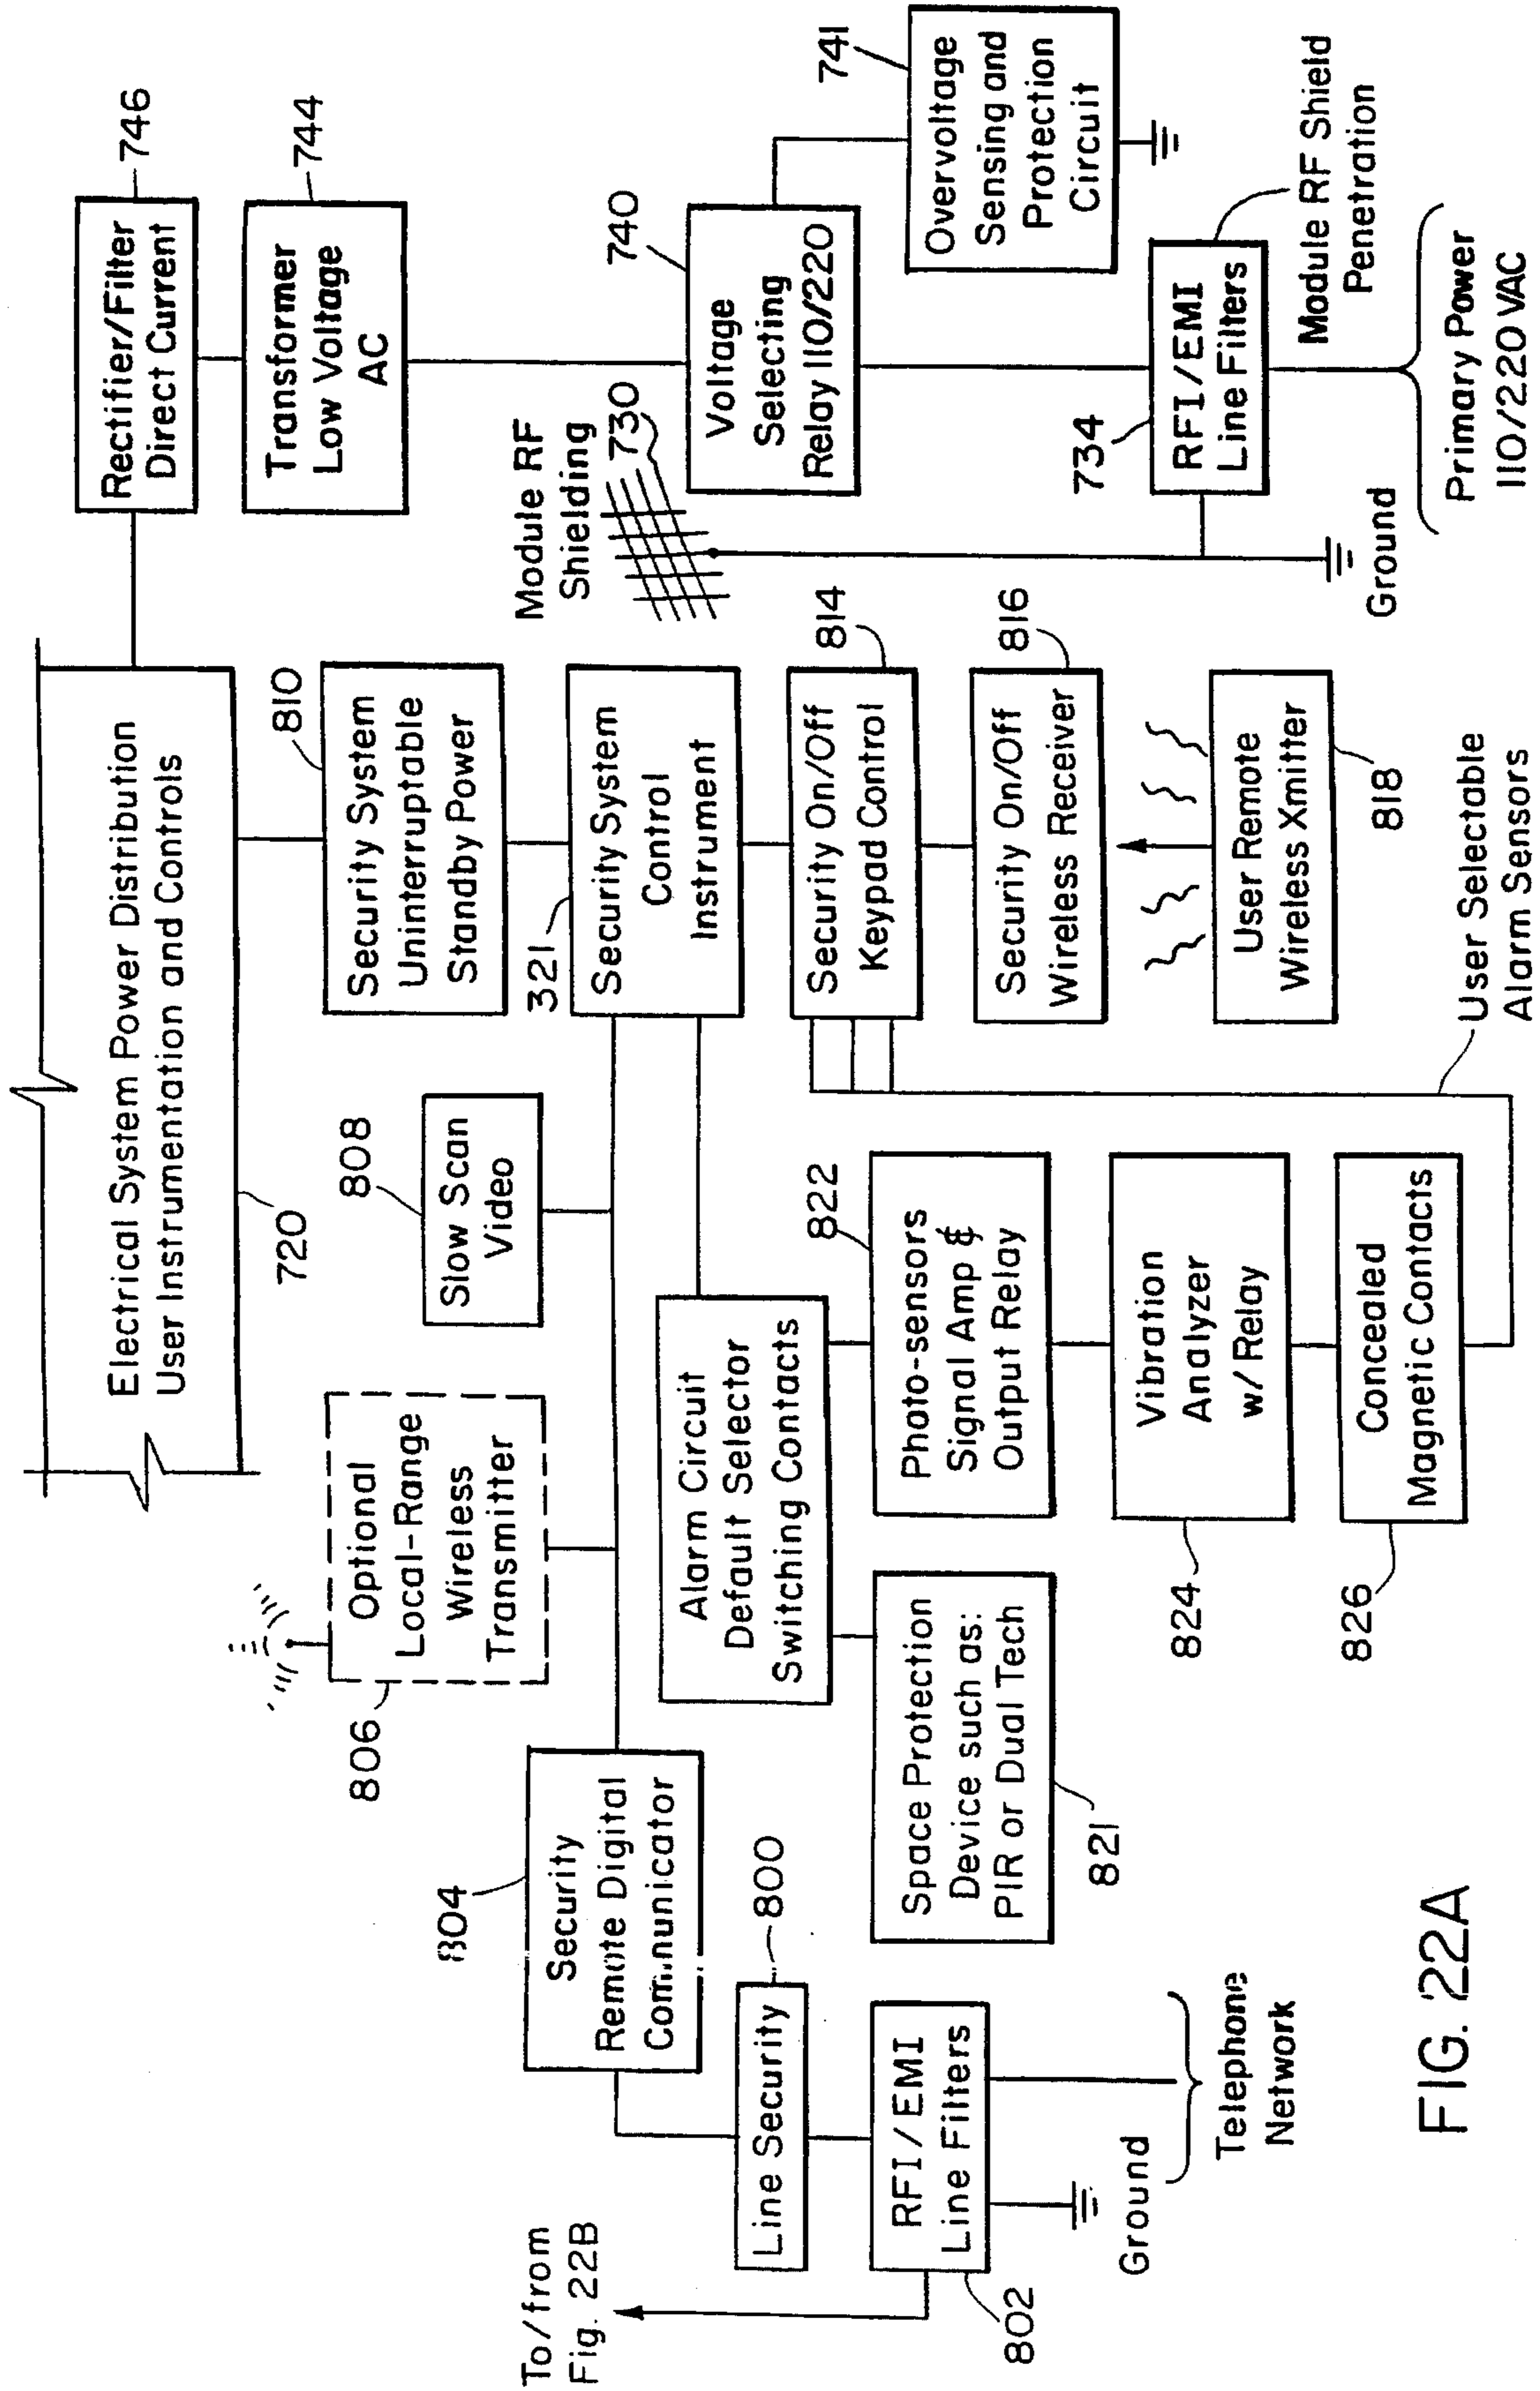 Electrical System Power Distribution
User Instrumentation and Controls
720
Rectifier/Filter
Direct Current
746
Transformer
Low Voltage
AC
744
806
Optional
Local-Range
Wireless
Transmitter
808
Slow Scan
Video
810
Security System
Uninterruptable
Standby Power
Module RF
Shielding
730
740
Voltage
Selecting
Relay 110/220
741
Overvoltage
Sensing and
Protection
Circuit
804
Security
Remote Digital
Communicator
321
Security System
Control
Instrument
To/from
Fig. 22B
Line Security
800
Alarm Circuit
Default Selector
Switching Contacts
Security On/Off
Keypad Control
814
RFI/EMI
Line Filters
802
Space Protection
Device such as:
PIR or Dual Tech
821
822
Photo-sensors
Signal Amp &
Output Relay
Security On/Off
Wireless Receiver
816
734
RFI/EMI
Line Filters
Module RF Shield
Penetration
Ground
Telephone
Network
824
Vibration
Analyzer
w/Relay
User Remote
Wireless Xmitter
818
Ground
Primary Power
110/220 VAC
826
Concealed
Magnetic Contacts
User Selectable
Alarm Sensors
FIG. 22A